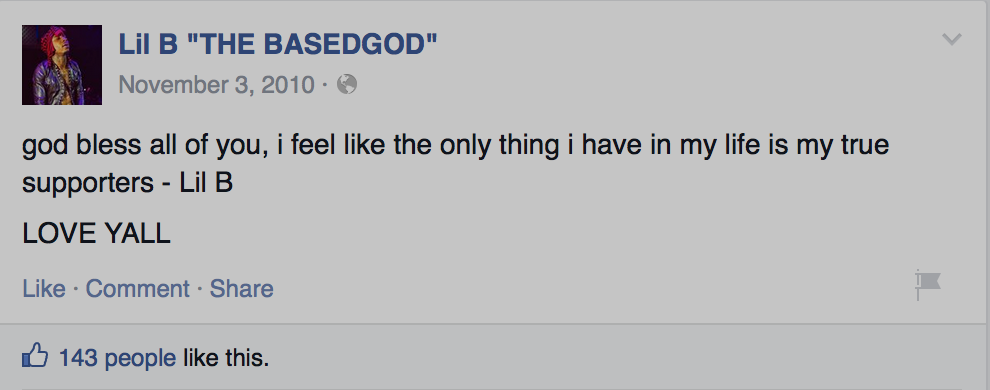 Lil B "THE BASEDGOD"
November 3, 2010 ·
god bless all of you, i feel like the only thing i have in my life is my true
supporters - Lil B
LOVE YALL
Like · Comment · Share
143 people like this.